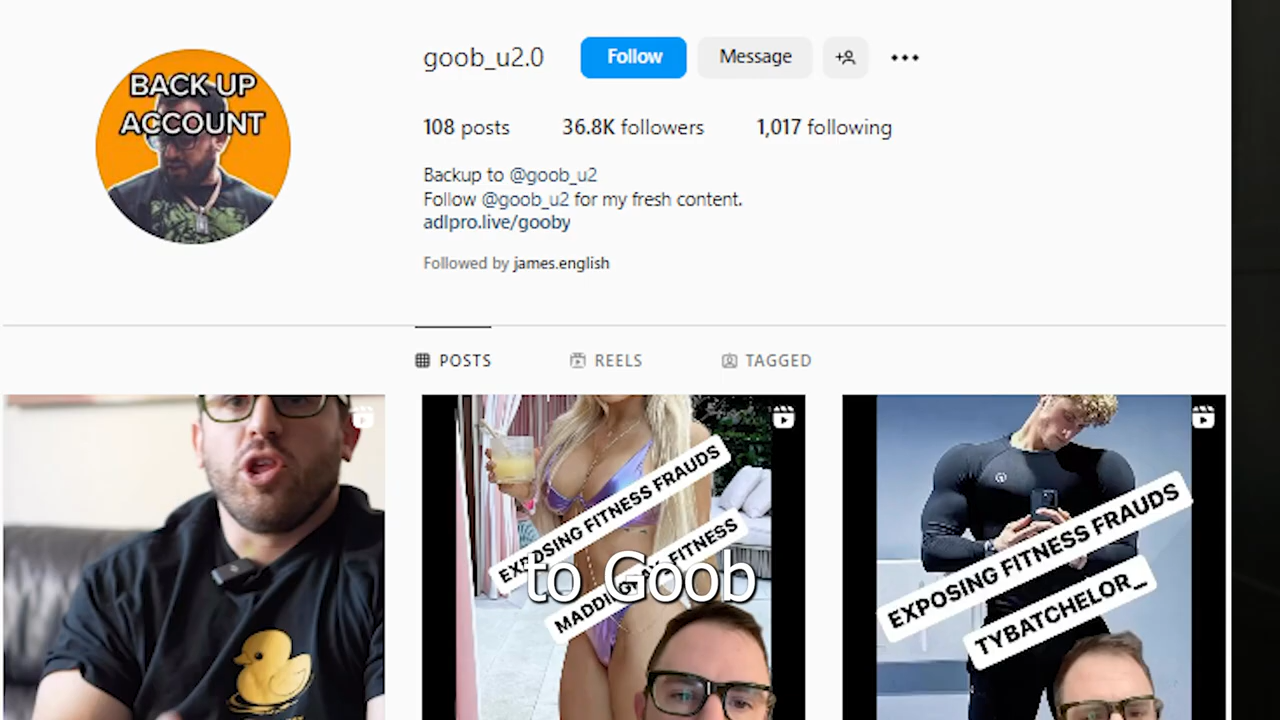 BACK UP
ACCOUNT
goob_u2.0
Follow
Message
108 posts
36.8K followers
1,017 following
Backup to @goob_u2
Follow @goob_u2 for my fresh content.
adlpro.live/gooby
Followed by james.english
POSTS
REELS
TAGGED
EXPOSING FITNESS FRAUDS
FITNESS
to Goob
EXPOSING FITNESS FRAUDS
TYBATCHELOR_